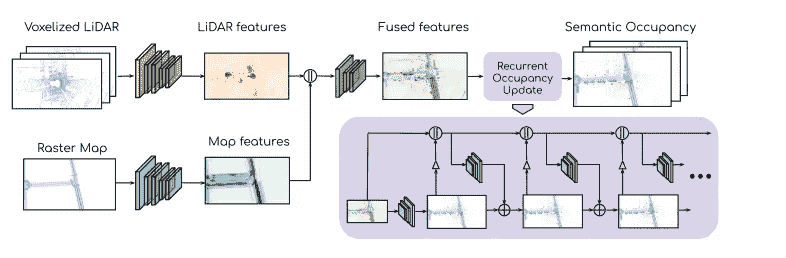 Voxelized LiDAR
LiDAR features
Fused features
Semantic Occupancy
Recurrent
Occupancy
Update
Raster Map
Map features